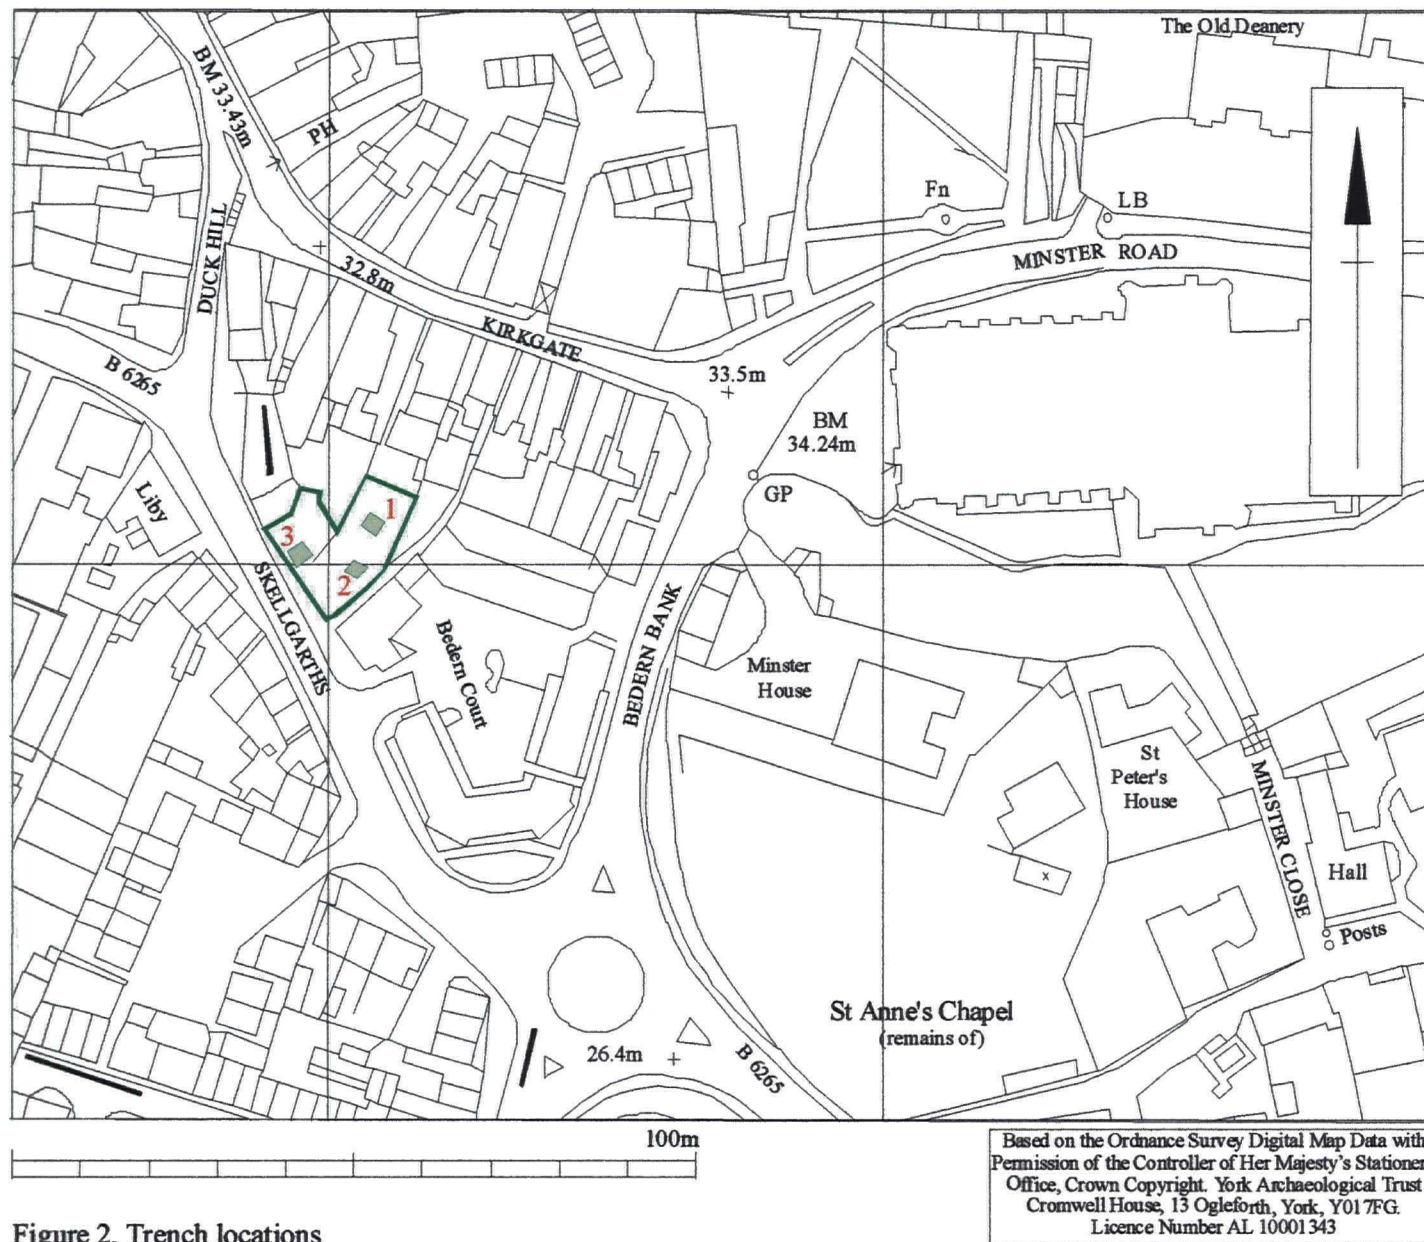 The Old Deanery
BM 33.43m
PH
Fn
LB
DUCK HILL
MINSTER ROAD
32.8m
KIRKGATE
B 6265
33.5m
BM
34.24m
GP
Liby
1
3
2
SKELLGARTHS
Bedern Court
BEDERN BANK
Minster
House
St
Peter's
House
MINSTER CLOSE
Hall
Posts
St Anne's Chapel
(remains of)
26.4m
B 6265
100m
Based on the Ordnance Survey Digital Map Data with
Permission of the Controller of Her Majesty's Stationer
Office, Crown Copyright. York Archaeological Trust
Cromwell House, 13 Ogleforth, York, Y017FG.
Licence Number AL 10001343
Figure 2. Trench locations